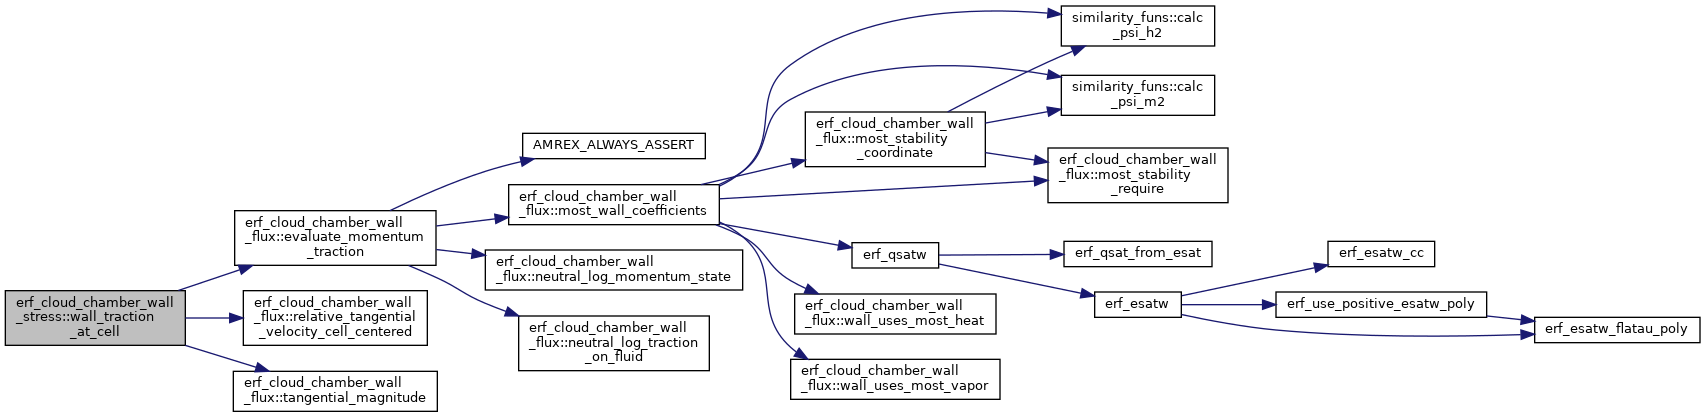 erf_cloud_chamber_wall
_stress::wall_traction
_at_cell
erf_cloud_chamber_wall
_flux::evaluate_momentum
_traction
erf_cloud_chamber_wall
_flux::relative_tangential
_velocity_cell_centered
erf_cloud_chamber_wall
_flux::tangential_magnitude
AMREX_ALWAYS_ASSERT
erf_cloud_chamber_wall
_flux::most_wall_coefficients
erf_cloud_chamber_wall
_flux::neutral_log_momentum_state
erf_cloud_chamber_wall
_flux::neutral_log_traction
_on_fluid
erf_cloud_chamber_wall
_flux::most_stability
_coordinate
erf_qsatw
erf_cloud_chamber_wall
_flux::wall_uses_most_heat
erf_cloud_chamber_wall
_flux::wall_uses_most_vapor
similarity_funs::calc
_psi_h2
similarity_funs::calc
_psi_m2
erf_cloud_chamber_wall
_flux::most_stability
_require
erf_qsat_from_esat
erf_esatw
erf_esatw_cc
erf_use_positive_esatw_poly
erf_esatw_flatau_poly